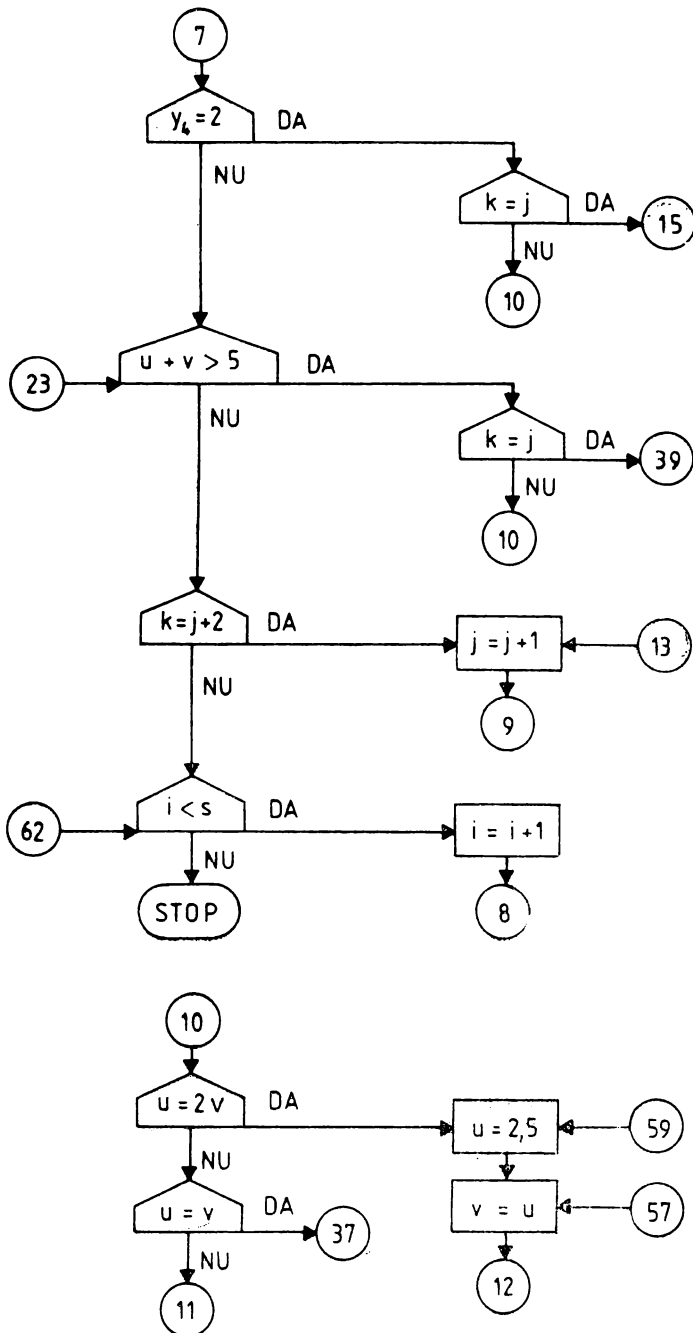 7
y₄ = 2 DA
NU
k = j DA
15
NU
10
u + v > 5 DA
23
NU
k = j DA
39
NU
10
k = j+2 DA
j = j+1
13
NU
9
i < s DA
62
i = i+1
NU
STOP
8
10
u = 2v DA
u = 2,5
59
NU
u = v DA
37
v = u
57
NU
11
12